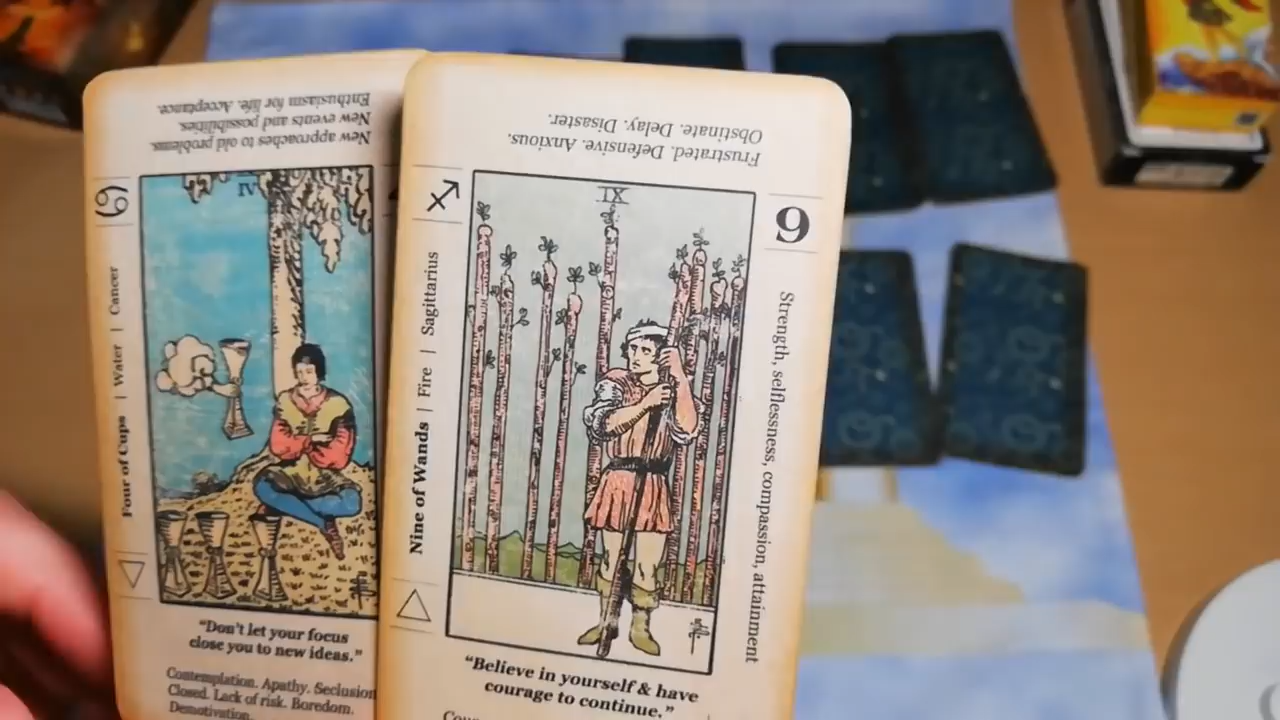 New approaches to old problems.
New events and possibilities.
Enthusiasm for life. Acceptance.
IV
Four of Cups | Water | Cancer
"Don't let your focus
close you to new ideas."
Contemplation. Apathy. Seclusion
Closed. Lack of risk. Boredom.
Demotivation.
Frustrated. Defensive. Anxious.
Obstinate. Delay. Disaster.
IX
9
Nine of Wands | Fire | Sagittarius
Strength, selflessness, compassion, attainment
"Believe in yourself & have
courage to continue."